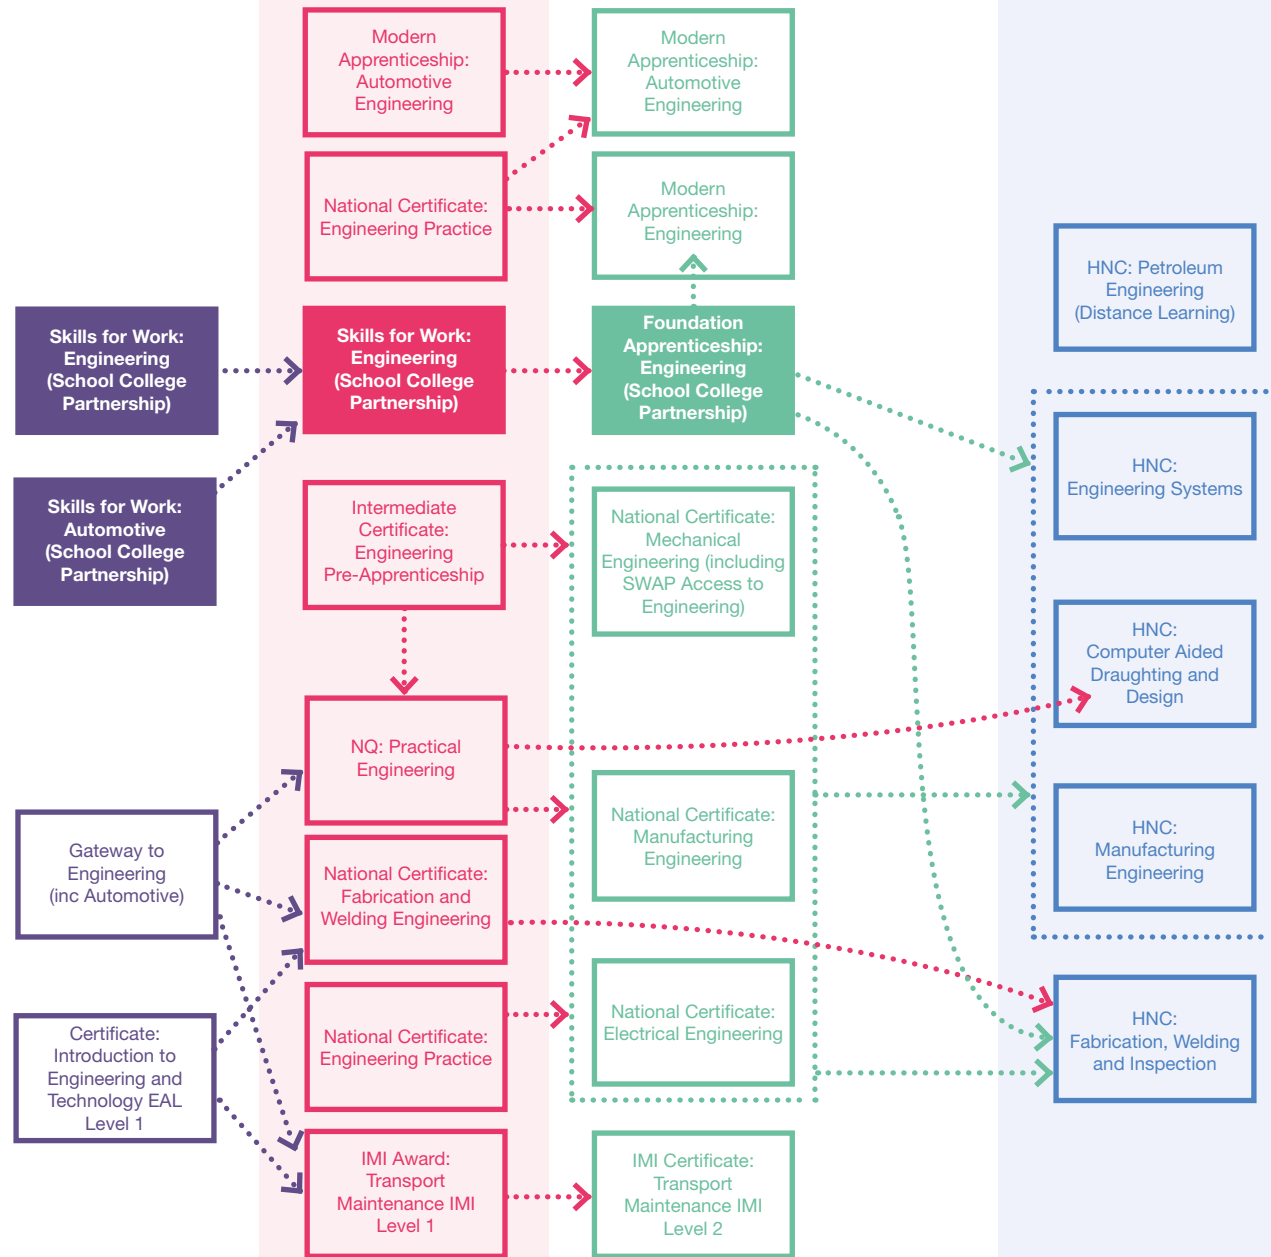 Modern
Apprenticeship:
Automotive
Engineering
Modern
Apprenticeship:
Automotive
Engineering
National Certificate:
Engineering Practice
Modern
Apprenticeship:
Engineering
HNC: Petroleum
Engineering
(Distance Learning)
Skills for Work:
Engineering
(School College
Partnership)
Skills for Work:
Engineering
(School College
Partnership)
Foundation
Apprenticeship:
Engineering
(School College
Partnership)
HNC:
Engineering Systems
Skills for Work:
Automotive
(School College
Partnership)
Intermediate
Certificate:
Engineering
Pre-Apprenticeship
National Certificate:
Mechanical
Engineering (including
SWAP Access to
Engineering)
HNC:
Computer Aided
Draughting and
Design
NQ: Practical
Engineering
National Certificate:
Manufacturing
Engineering
HNC:
Manufacturing
Engineering
Gateway to
Engineering
(inc Automotive)
National Certificate:
Fabrication and
Welding Engineering
National Certificate:
Electrical Engineering
HNC:
Fabrication, Welding
and Inspection
Certificate:
Introduction to
Engineering and
Technology EAL
Level 1
National Certificate:
Engineering Practice
IMI Award:
Transport
Maintenance IMI
Level 1
IMI Certificate:
Transport
Maintenance IMI
Level 2